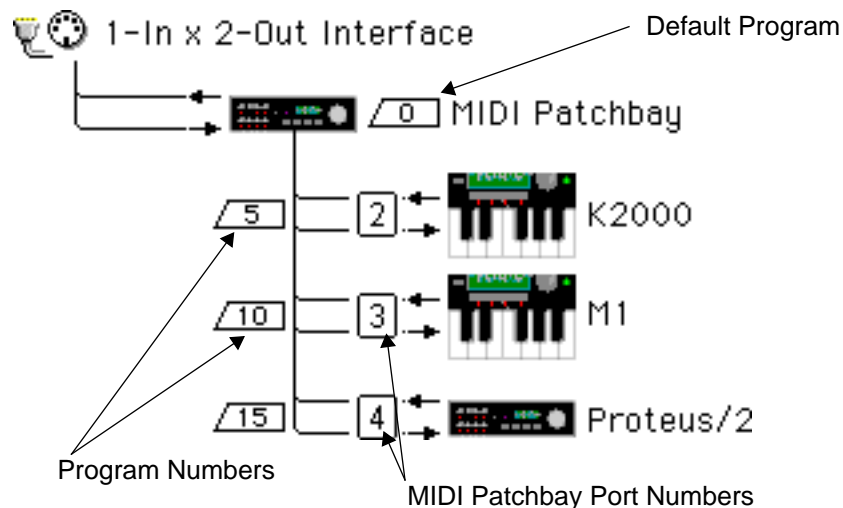 1-In x 2-Out Interface
Default Program
0 MIDI Patchbay
5 2 K2000
10 3 M1
15 4 Proteus/2
Program Numbers
MIDI Patchbay Port Numbers